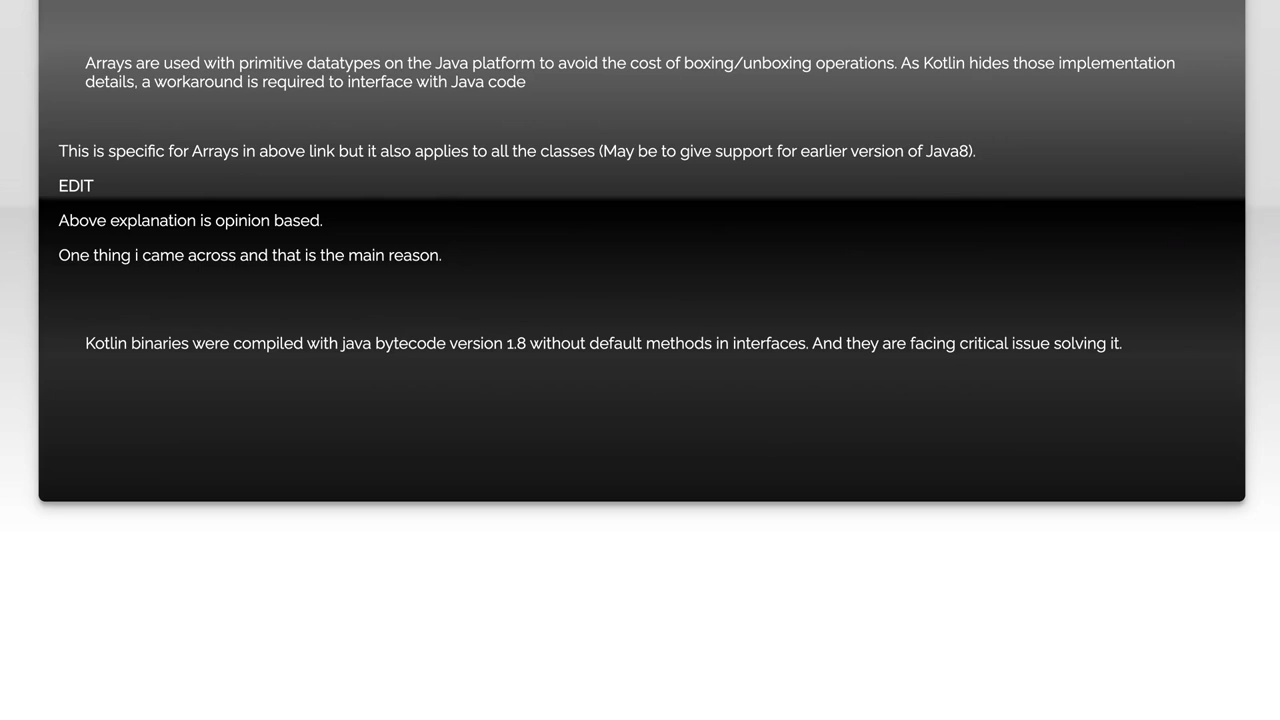 Arrays are used with primitive datatypes on the Java platform to avoid the cost of boxing/unboxing operations. As Kotlin hides those implementation
details, a workaround is required to interface with Java code
This is specific for Arrays in above link but it also applies to all the classes (May be to give support for earlier version of Java8).
EDIT
Above explanation is opinion based.
One thing i came across and that is the main reason.
Kotlin binaries were compiled with java bytecode version 1.8 without default methods in interfaces. And they are facing critical issue solving it.